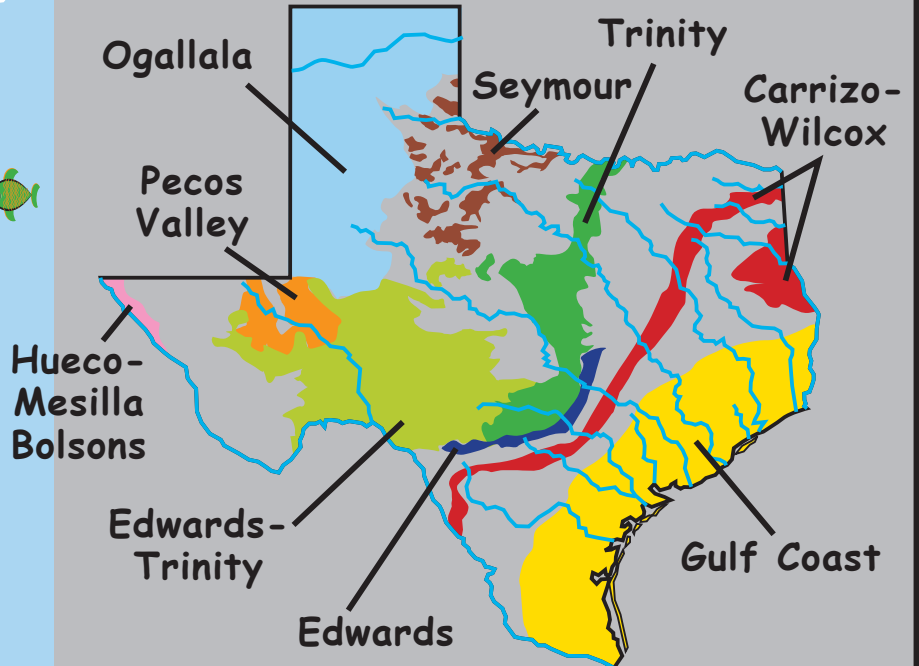 Trinity
Ogallala
Seymour
Carrizo-
Wilcox
Pecos
Valley
Hueco-
Mesilla
Bolsons
Edwards-
Trinity
Gulf Coast
Edwards